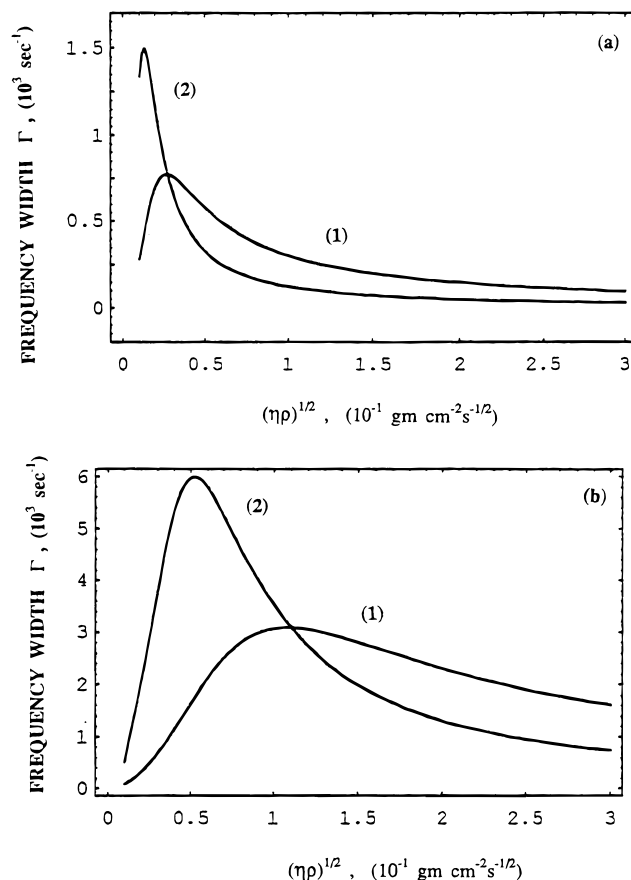 (a)
(2)
(1)
FREQUENCY WIDTH Γ , (10³ sec⁻¹)
1.5
1
0.5
0
0 0.5 1 1.5 2 2.5 3
(ηρ)^1/2 , (10⁻¹ gm cm⁻²s⁻¹/²)
(b)
(2)
(1)
FREQUENCY WIDTH Γ , (10³ sec⁻¹)
6
5
4
3
2
1
0
0 0.5 1 1.5 2 2.5 3
(ηρ)^1/2 , (10⁻¹ gm cm⁻²s⁻¹/²)